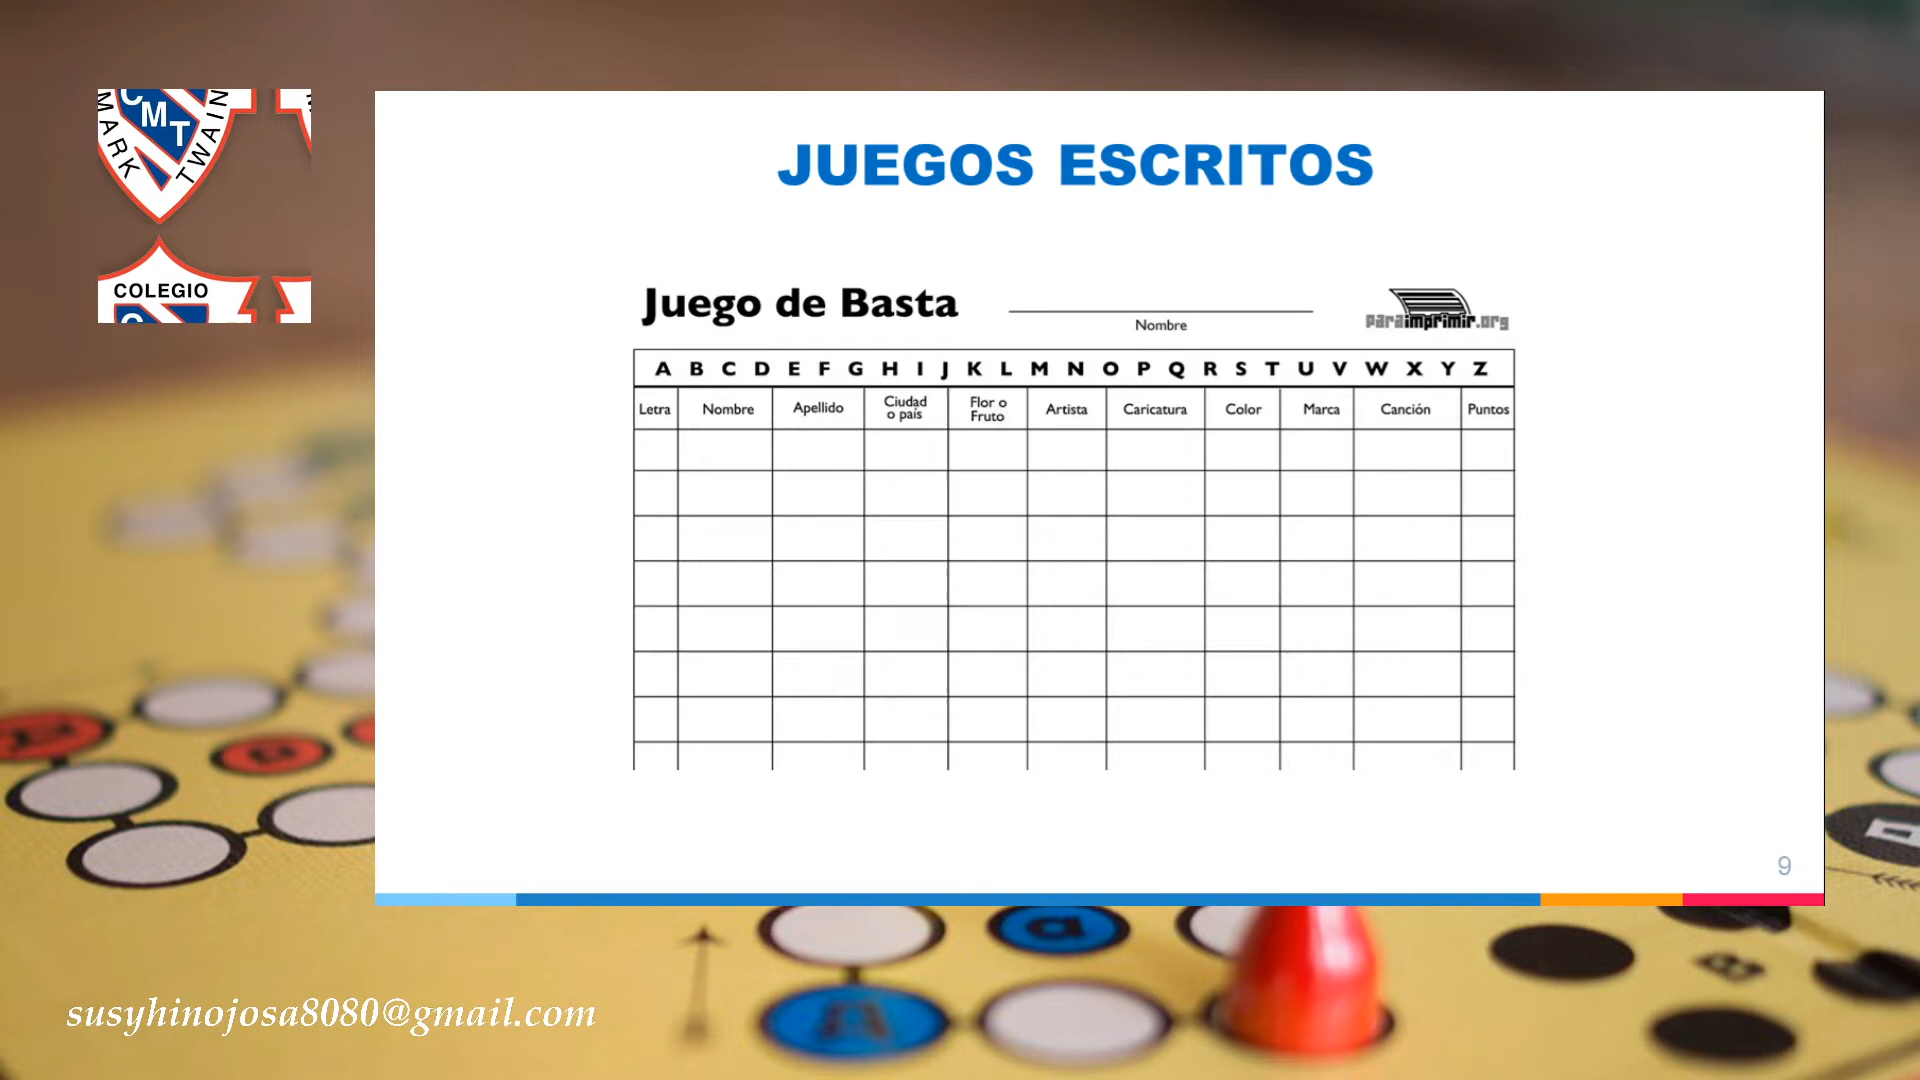 CMT
MARK TWAIN
COLEGIO
JUEGOS ESCRITOS
Juego de Basta
Nombre
paraimprimir.org
A B C D E F G H I J K L M N O P Q R S T U V W X Y Z
Letra Nombre Apellido Ciudad o país Flor o Fruto Artista Caricatura Color Marca Canción Puntos
9
susyhinojosa8080@gmail.com